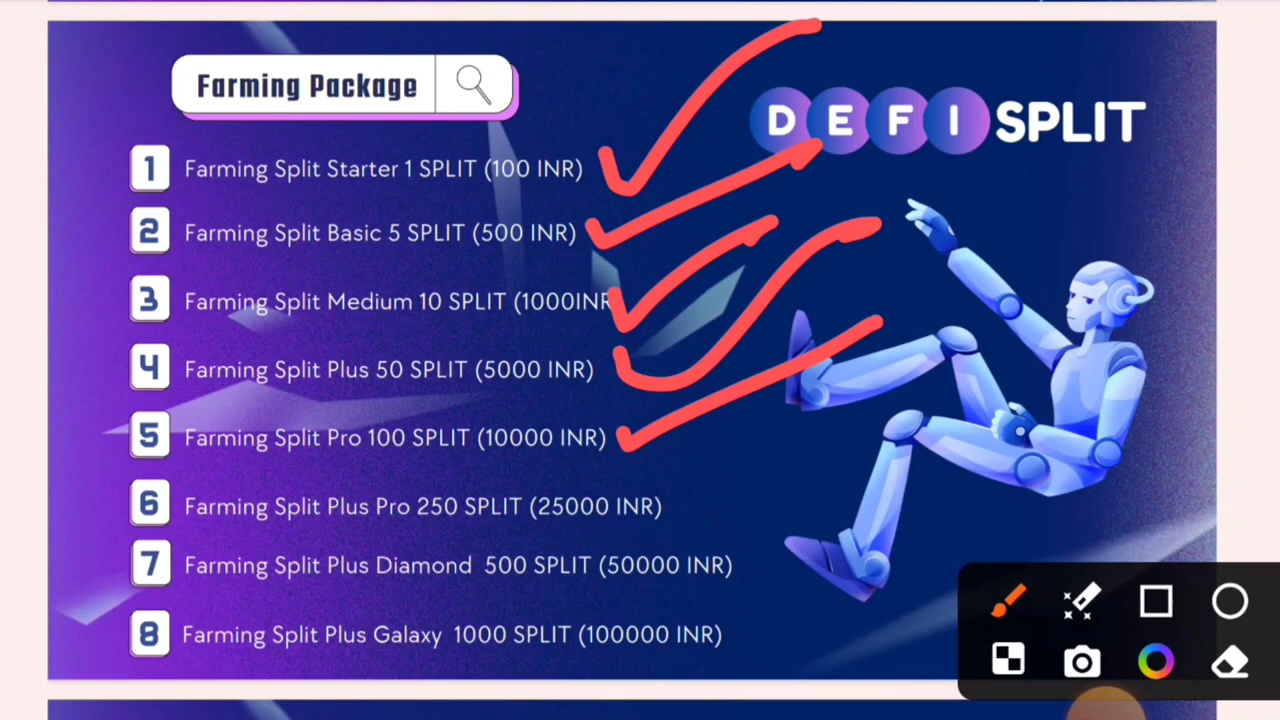 Farming Package
DEFI SPLIT
1 Farming Split Starter 1 SPLIT (100 INR)
2 Farming Split Basic 5 SPLIT (500 INR)
3 Farming Split Medium 10 SPLIT (1000INR
4 Farming Split Plus 50 SPLIT (5000 INR)
5 Farming Split Pro 100 SPLIT (10000 INR)
6 Farming Split Plus Pro 250 SPLIT (25000 INR)
7 Farming Split Plus Diamond 500 SPLIT (50000 INR)
8 Farming Split Plus Galaxy 1000 SPLIT (100000 INR)